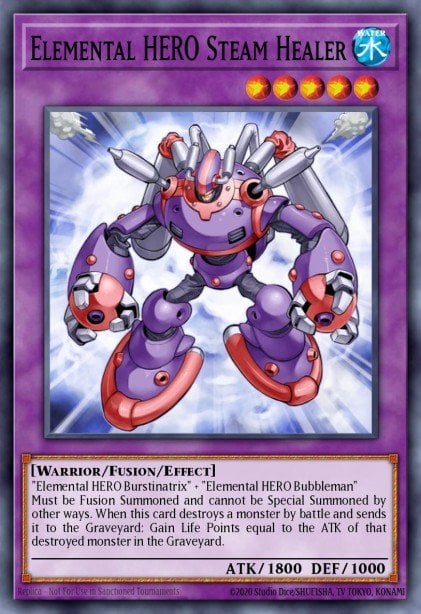 Elemental HERO Steam Healer
WATER
水
[Warrior/Fusion/Effect]
"Elemental HERO Burstinatrix" + "Elemental HERO Bubbleman"
Must be Fusion Summoned and cannot be Special Summoned by
other ways. When this card destroys a monster by battle and sends
it to the Graveyard: Gain Life Points equal to the ATK of that
destroyed monster in the Graveyard.
ATK/1800 DEF/1000
Replica - Not For Use in Sanctioned Tournaments
©2020 Studio Dice/SHUEISHA, TV TOKYO, KONAMI